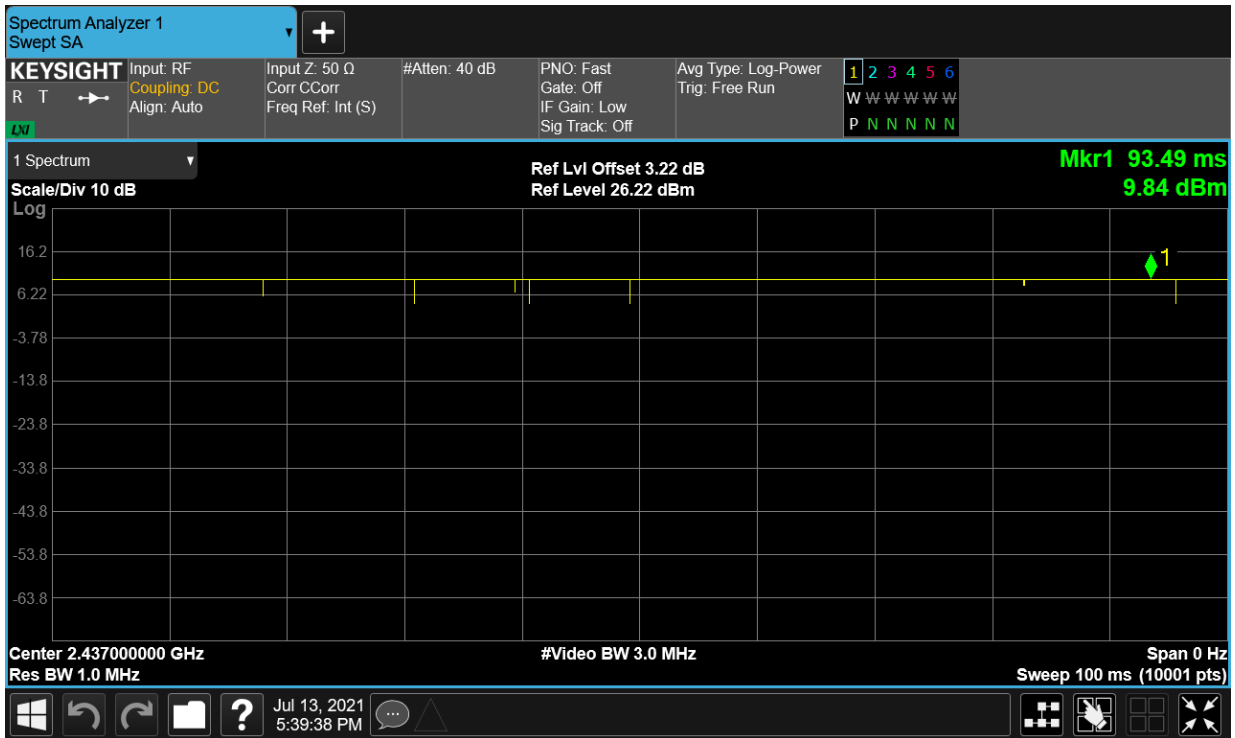 Spectrum Analyzer 1
Swept SA
KEYSIGHT
R T
LXI
Input: RF
Coupling: DC
Align: Auto
Input Z: 50 Ω
Corr CCorr
Freq Ref: Int (S)
#Atten: 40 dB
PNO: Fast
Gate: Off
IF Gain: Low
Sig Track: Off
Avg Type: Log-Power
Trig: Free Run
1 2 3 4 5 6
W W W W W W
P N N N N N
1 Spectrum
Scale/Div 10 dB
Log
Ref Lvl Offset 3.22 dB
Ref Level 26.22 dBm
Mkr1 93.49 ms
9.84 dBm
1
16.2
6.22
-3.78
-13.8
-23.8
-33.8
-43.8
-53.8
-63.8
Center 2.437000000 GHz
Res BW 1.0 MHz
#Video BW 3.0 MHz
Span 0 Hz
Sweep 100 ms (10001 pts)
?
Jul 13, 2021
5:39:38 PM